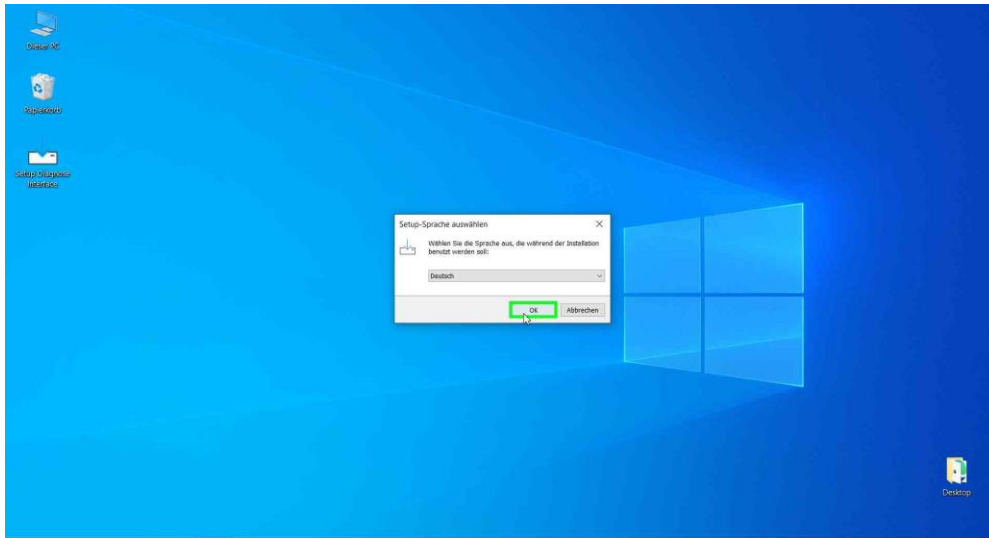 Dieser PC
Papierkorb
Setup Diagnose
Interface
Setup-Sprache auswählen
Wählen Sie die Sprache aus, die während der Installation
benutzt werden soll:
Deutsch
OK
Abbrechen
Desktop